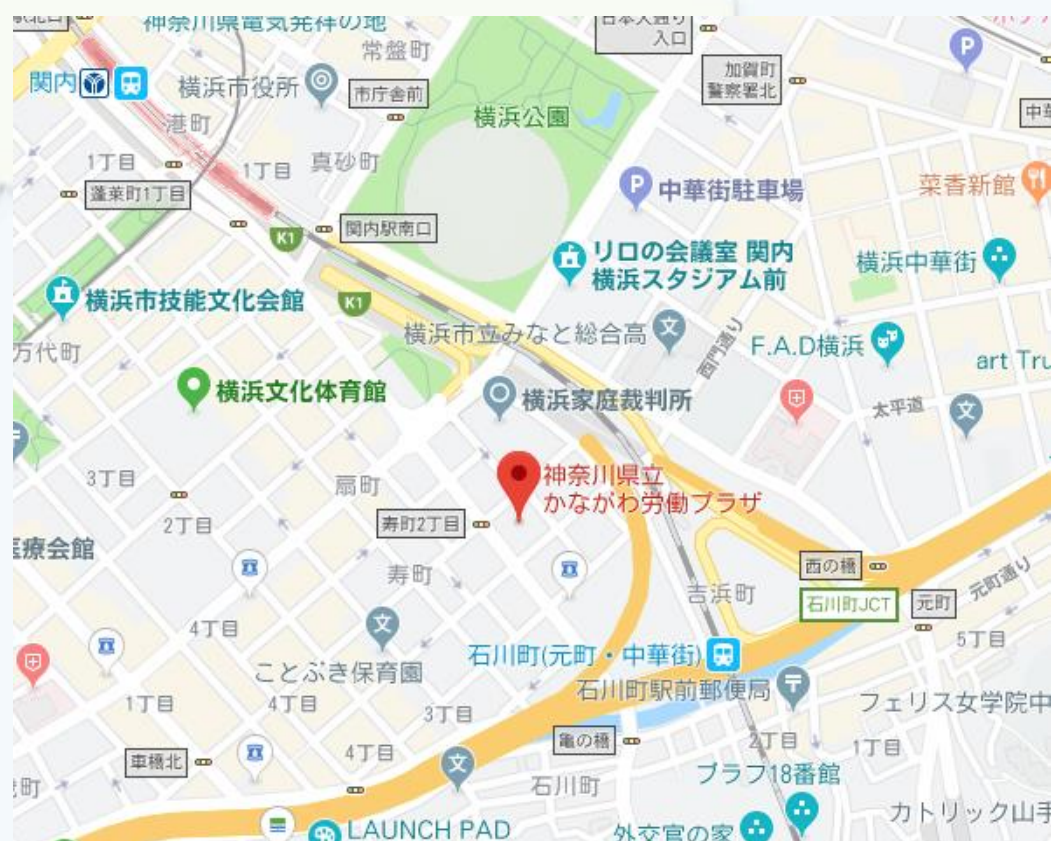 神奈川県電気発祥の地
常盤町
入口
関内
横浜市役所
市庁舎前
加賀町
警察署北
P
港町
横浜公園
1丁目
1丁目
真砂町
蓬莱町1丁目
P 中華街駐車場
菜香新館
K1
関内駅南口
リロの会議室 関内
横浜スタジアム前
横浜中華街
横浜市技能文化会館
K1
横浜市立みなと総合高
文
西門通り
F.A.D横浜
万代町
art Tru
横浜文化体育館
横浜家庭裁判所
太平道
文
3丁目
扇町
神奈川県立
かながわ労働プラザ
2丁目
寿町2丁目
医療会館
寿町
西の橋
吉浜町
石川町JCT
元町
元町通り
4丁目
文
5丁目
ことぶき保育園
石川町(元町・中華街)
石川町駅前郵便局
1丁目
4丁目
3丁目
フェリス女学院中
亀の橋
2丁目
1丁目
車橋北
4丁目
文
石川町
ブラフ18番館
町
カトリック山手
LAUNCH PAD
外交官の家